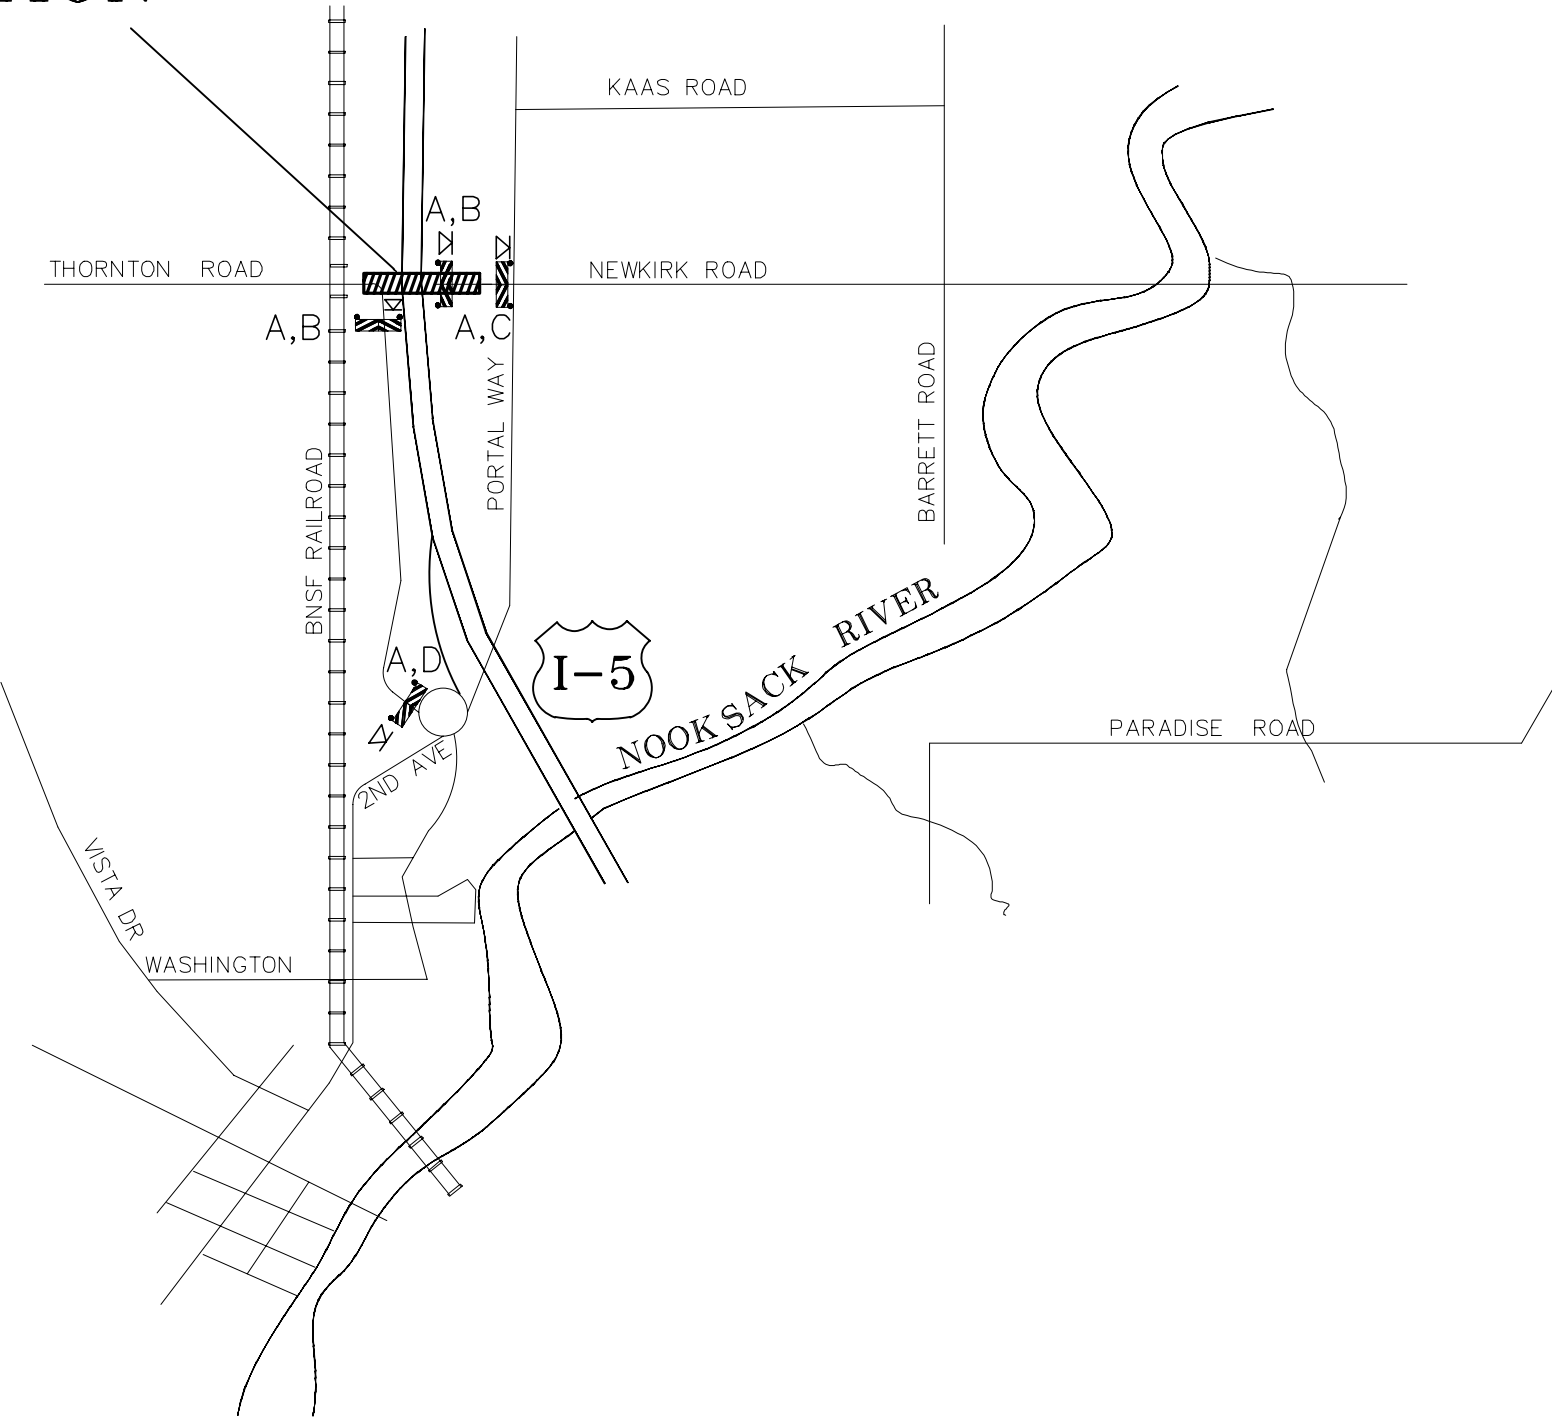 KAAS ROAD
A,B
THORNTON ROAD
NEWKIRK ROAD
A,B
A,C
PORTAL WAY
BARRETT ROAD
BNSF RAILROAD
NOOKSACK RIVER
A,D
I-5
PARADISE ROAD
2ND AVE
VISTA DR
WASHINGTON